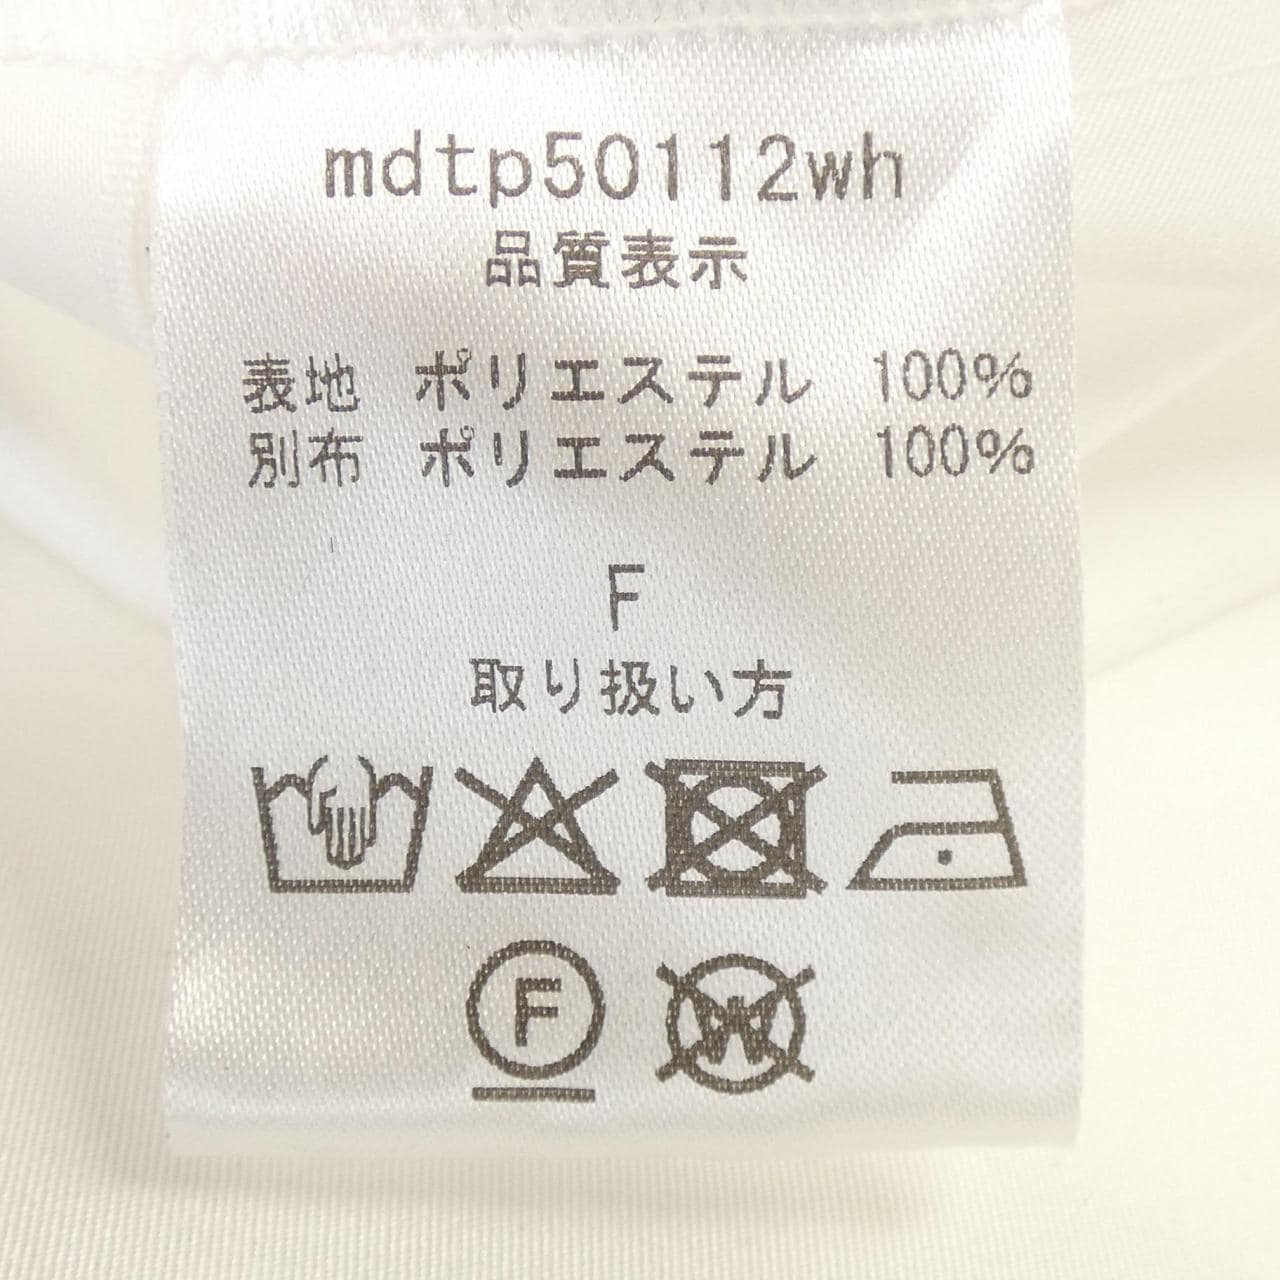 mdtp50112wh
品質表示
表地 ポリエステル 100%
別布 ポリエステル 100%
F
取り扱い方
F W